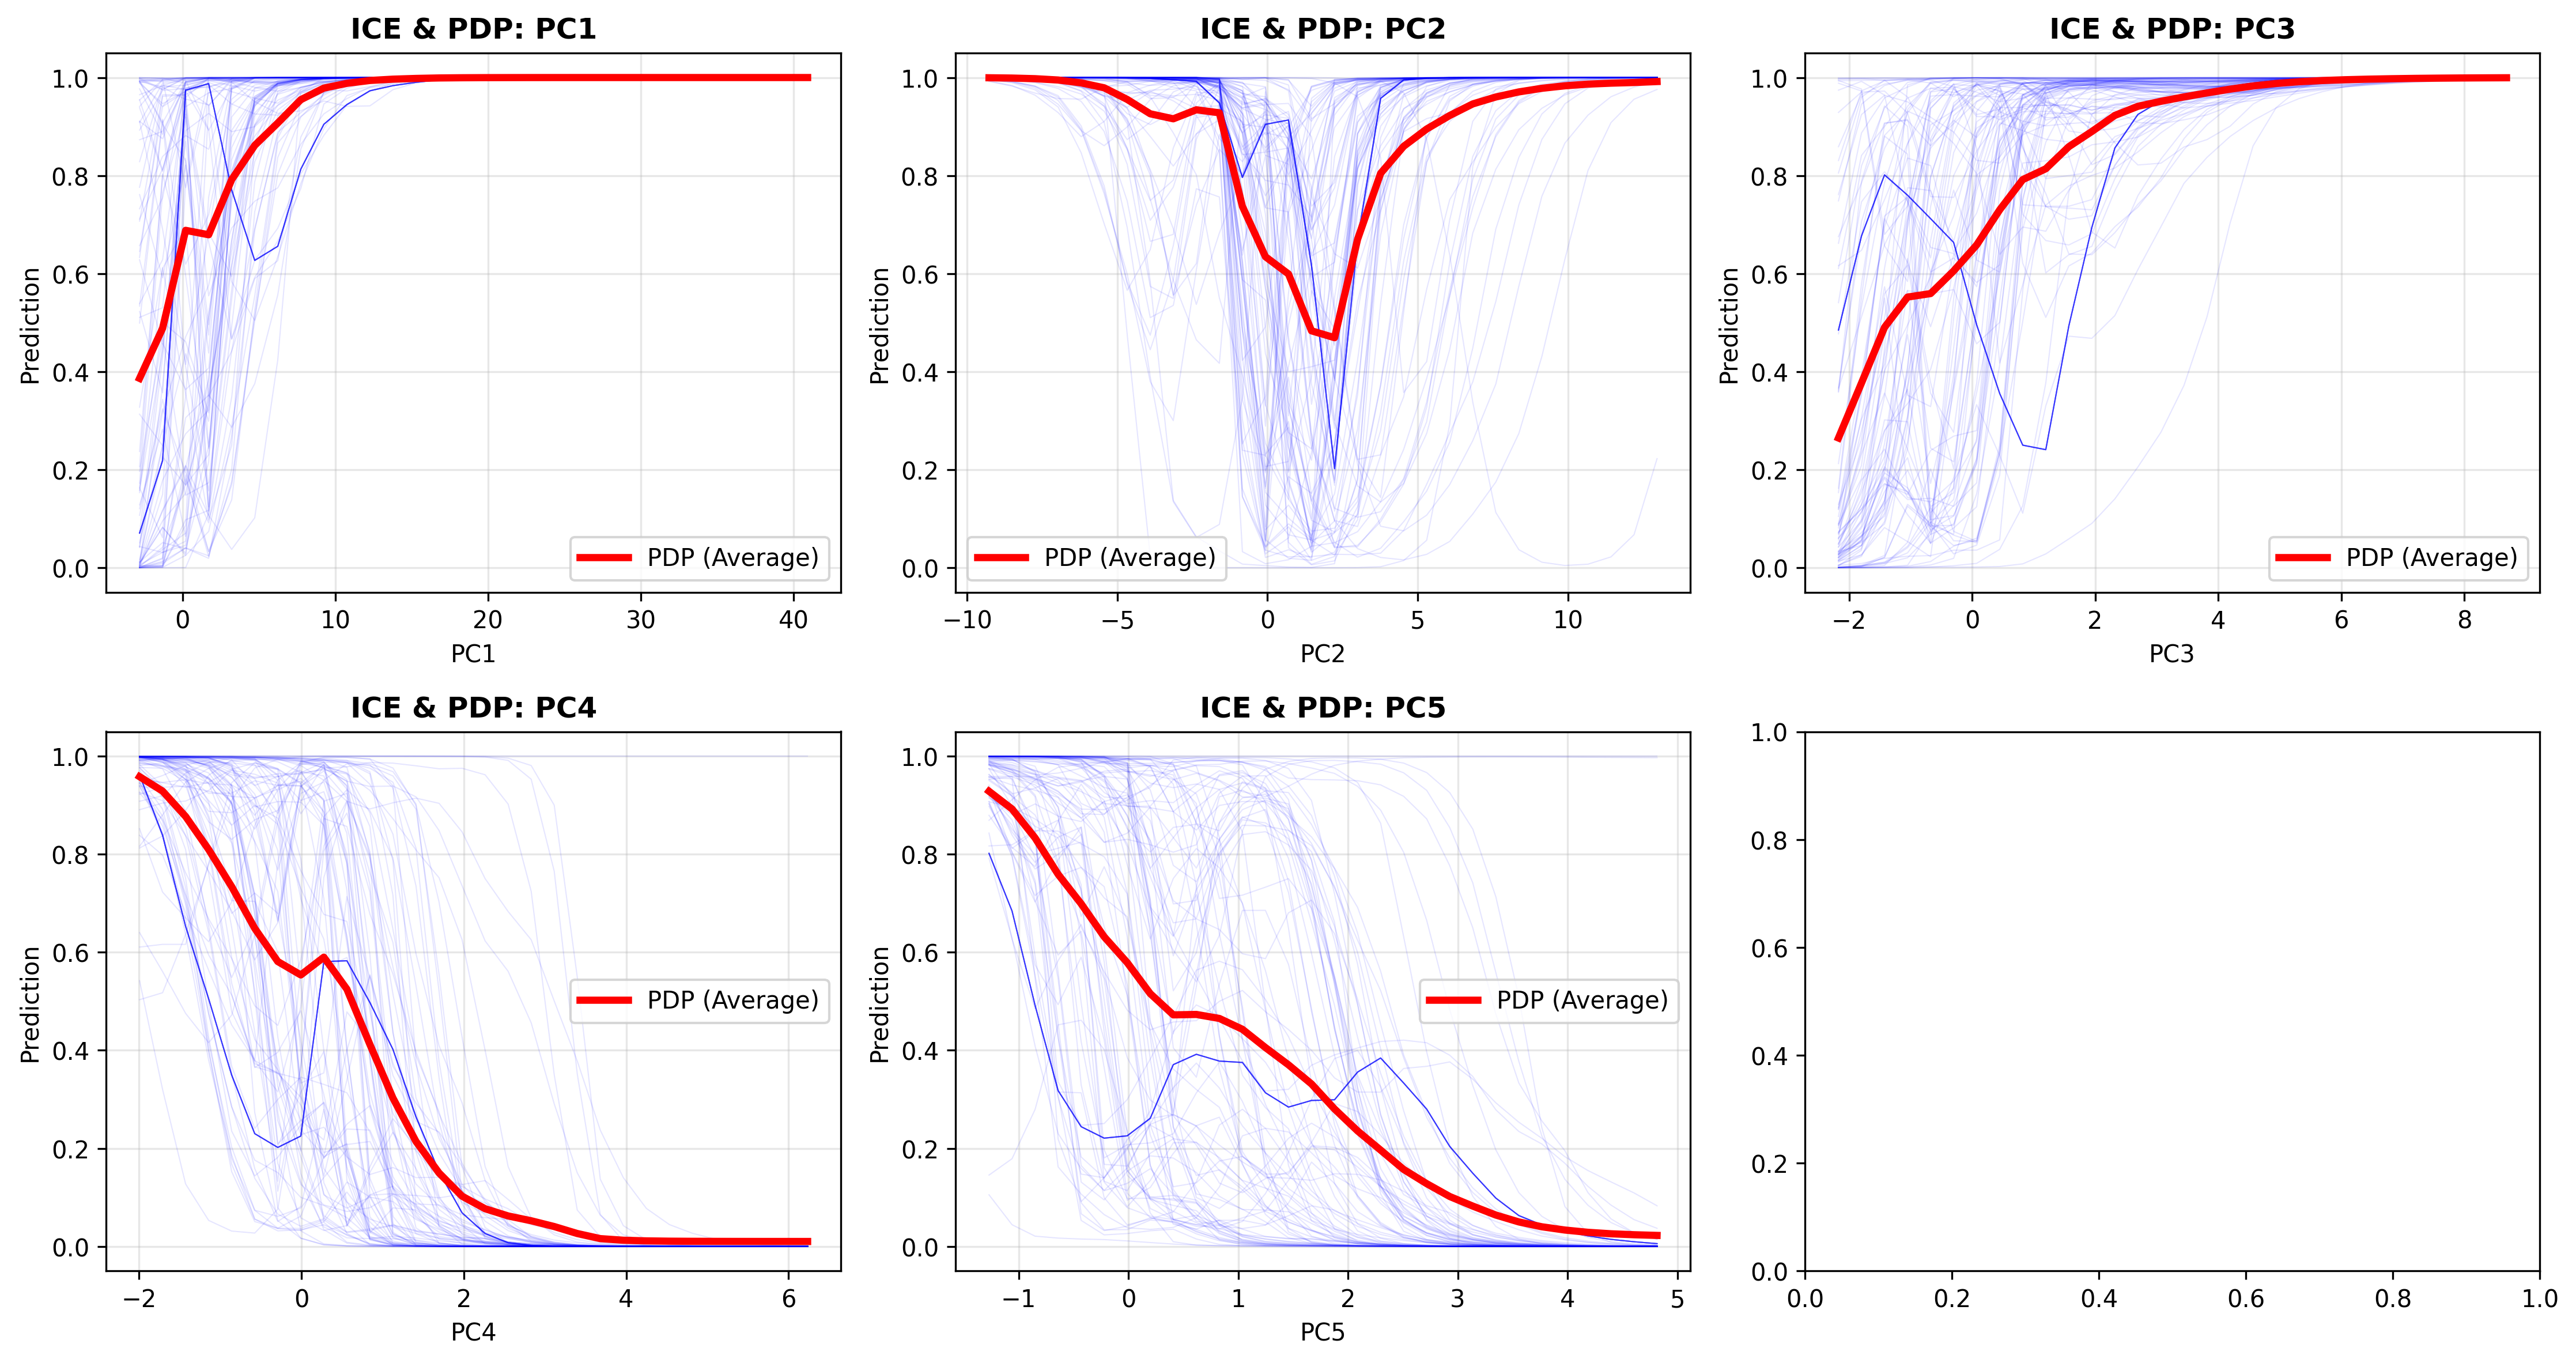 ICE & PDP: PC1
1.0
0.8
0.6
0.4
0.2
0.0
Prediction
PDP (Average)
0 10 20 30 40
PC1
ICE & PDP: PC2
1.0
0.8
0.6
0.4
0.2
0.0
Prediction
PDP (Average)
−10 −5 0 5 10
PC2
ICE & PDP: PC3
1.0
0.8
0.6
0.4
0.2
0.0
Prediction
PDP (Average)
−2 0 2 4 6 8
PC3
ICE & PDP: PC4
1.0
0.8
0.6
0.4
0.2
0.0
Prediction
PDP (Average)
−2 0 2 4 6
PC4
ICE & PDP: PC5
1.0
0.8
0.6
0.4
0.2
0.0
Prediction
PDP (Average)
−1 0 1 2 3 4 5
PC5
1.0
0.8
0.6
0.4
0.2
0.0
0.0 0.2 0.4 0.6 0.8 1.0